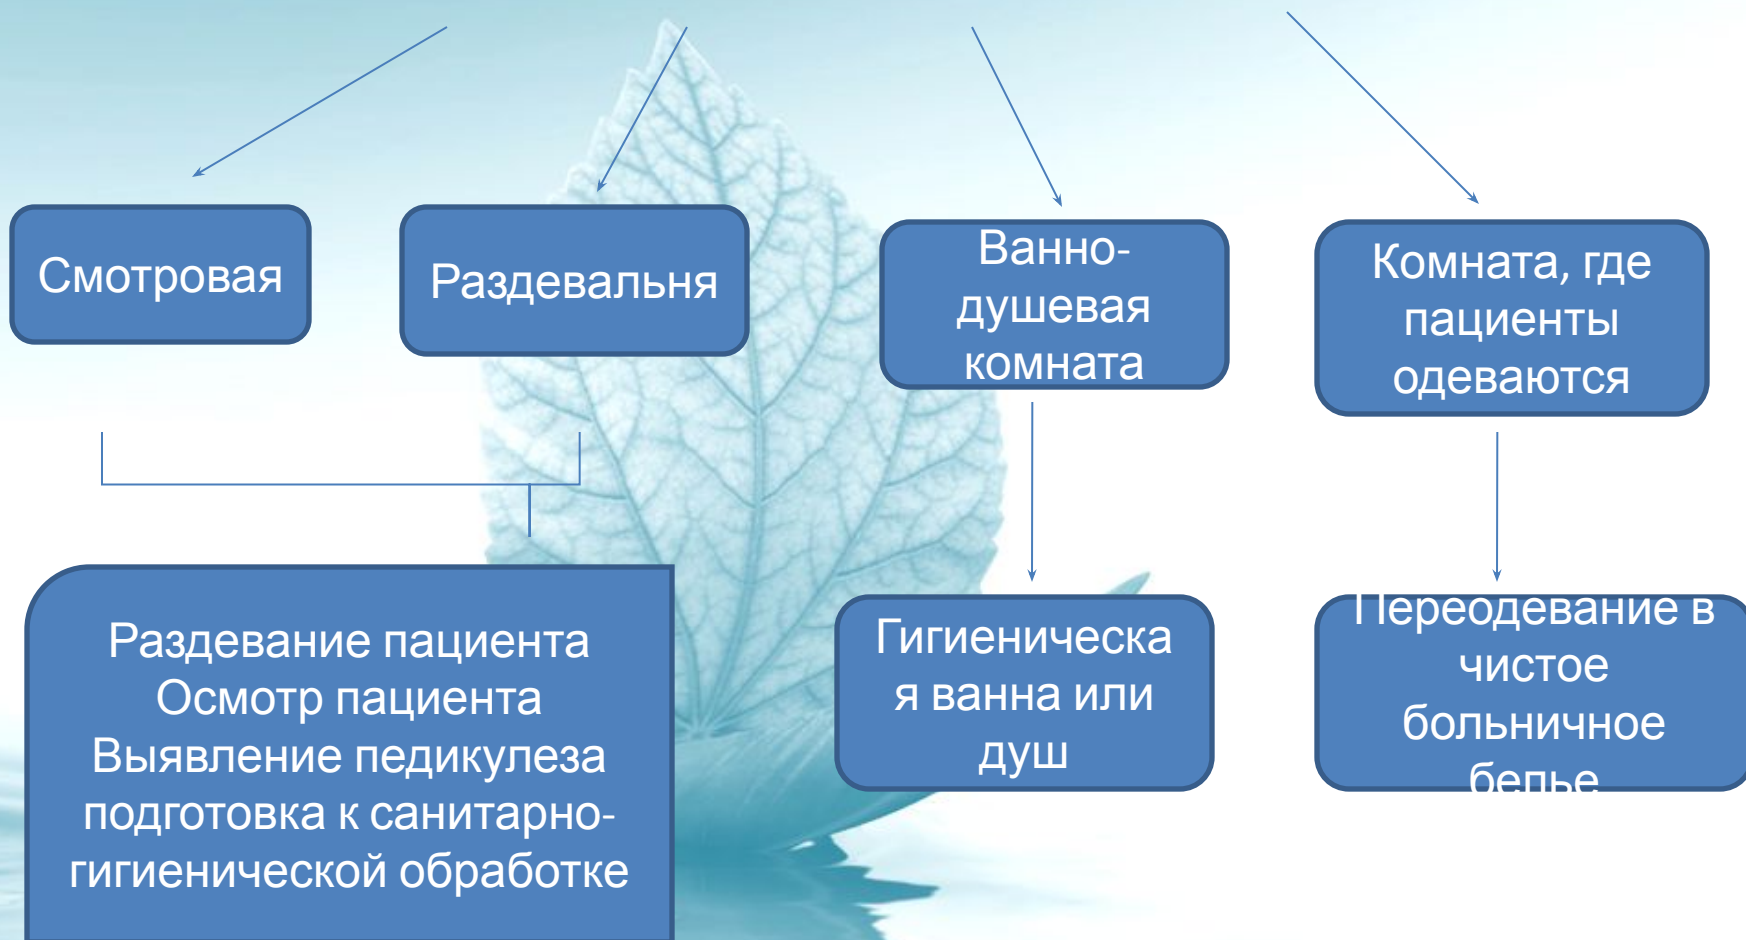 Смотровая
Раздевальня
Ванно-
душевая
комната
Комната, где
пациенты
одеваются
Раздевание пациента
Осмотр пациента
Выявление педикулеза
подготовка к санитарно-
гигиенической обработке
Гигиеническа
я ванна или
душ
Переодевание в
чистое
больничное
белье